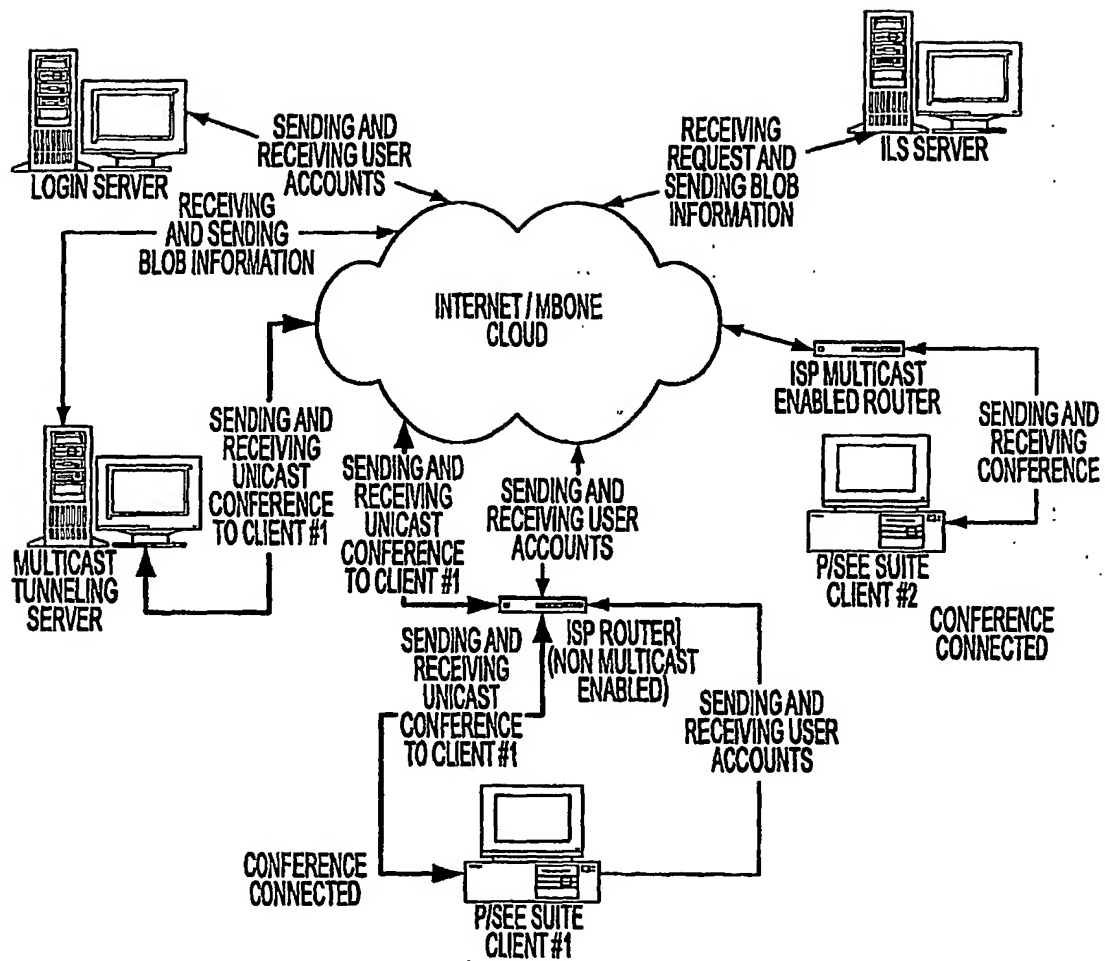 SENDING AND
RECEIVING USER
ACCOUNTS
LOGIN SERVER
RECEIVING
REQUEST AND
SENDING BLOB
INFORMATION
ILS SERVER
RECEIVING
AND SENDING
BLOB INFORMATION
INTERNET / MBONE
CLOUD
ISP MULTICAST
ENABLED ROUTER
SENDING AND
RECEIVING
CONFERENCE
SENDING AND
RECEIVING
UNICAST
CONFERENCE
TO CLIENT #1
MULTICAST
TUNNELING
SERVER
SENDING AND
RECEIVING
UNICAST
CONFERENCE
TO CLIENT #1
SENDING AND
RECEIVING USER
ACCOUNTS
P/SEE SUITE
CLIENT #2
CONFERENCE
CONNECTED
ISP ROUTER]
(NON MULTICAST
ENABLED)
SENDING AND
RECEIVING
UNICAST
CONFERENCE
TO CLIENT #1
SENDING AND
RECEIVING USER
ACCOUNTS
CONFERENCE
CONNECTED
P/SEE SUITE
CLIENT #1